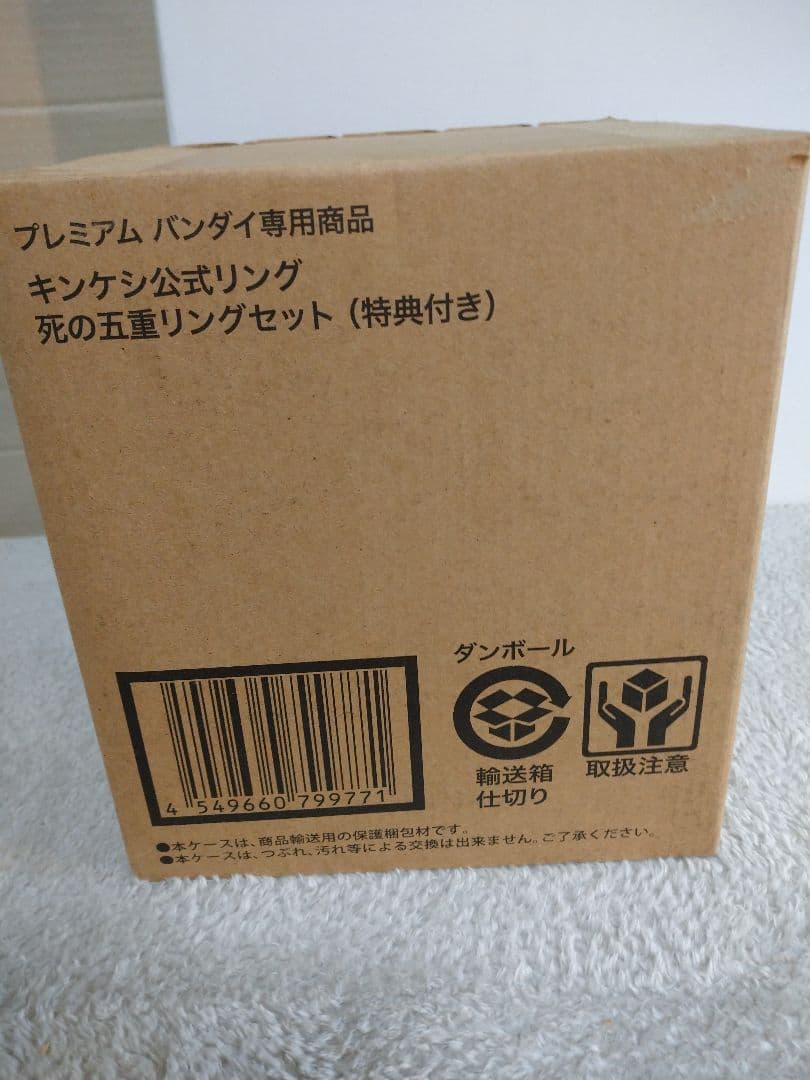 プレミアム バンダイ専用商品
キンケシ公式リング
死の五重リングセット（特典付き）
ダンボール
輸送箱
仕切り
取扱注意
4 549660 799771
●本ケースは、商品輸送用の保護梱包材です。
●本ケースは、つぶれ、汚れ等による交換は出来ません。ご了承ください。